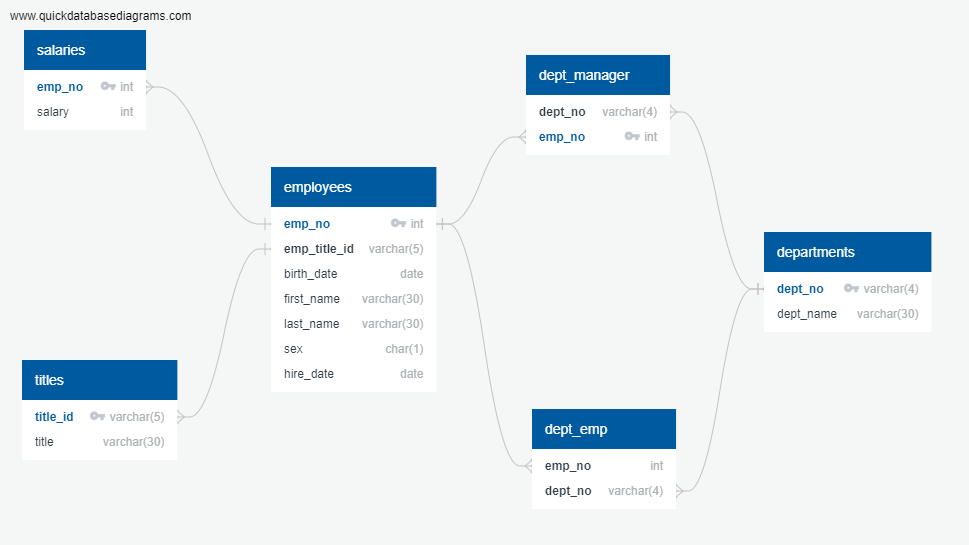 www.quickdatabasediagrams.com
salaries
emp_no int
salary int
employees
emp_no int
emp_title_id varchar(5)
birth_date date
first_name varchar(30)
last_name varchar(30)
sex char(1)
hire_date date
titles
title_id varchar(5)
title varchar(30)
dept_manager
dept_no varchar(4)
emp_no int
dept_emp
emp_no int
dept_no varchar(4)
departments
dept_no varchar(4)
dept_name varchar(30)